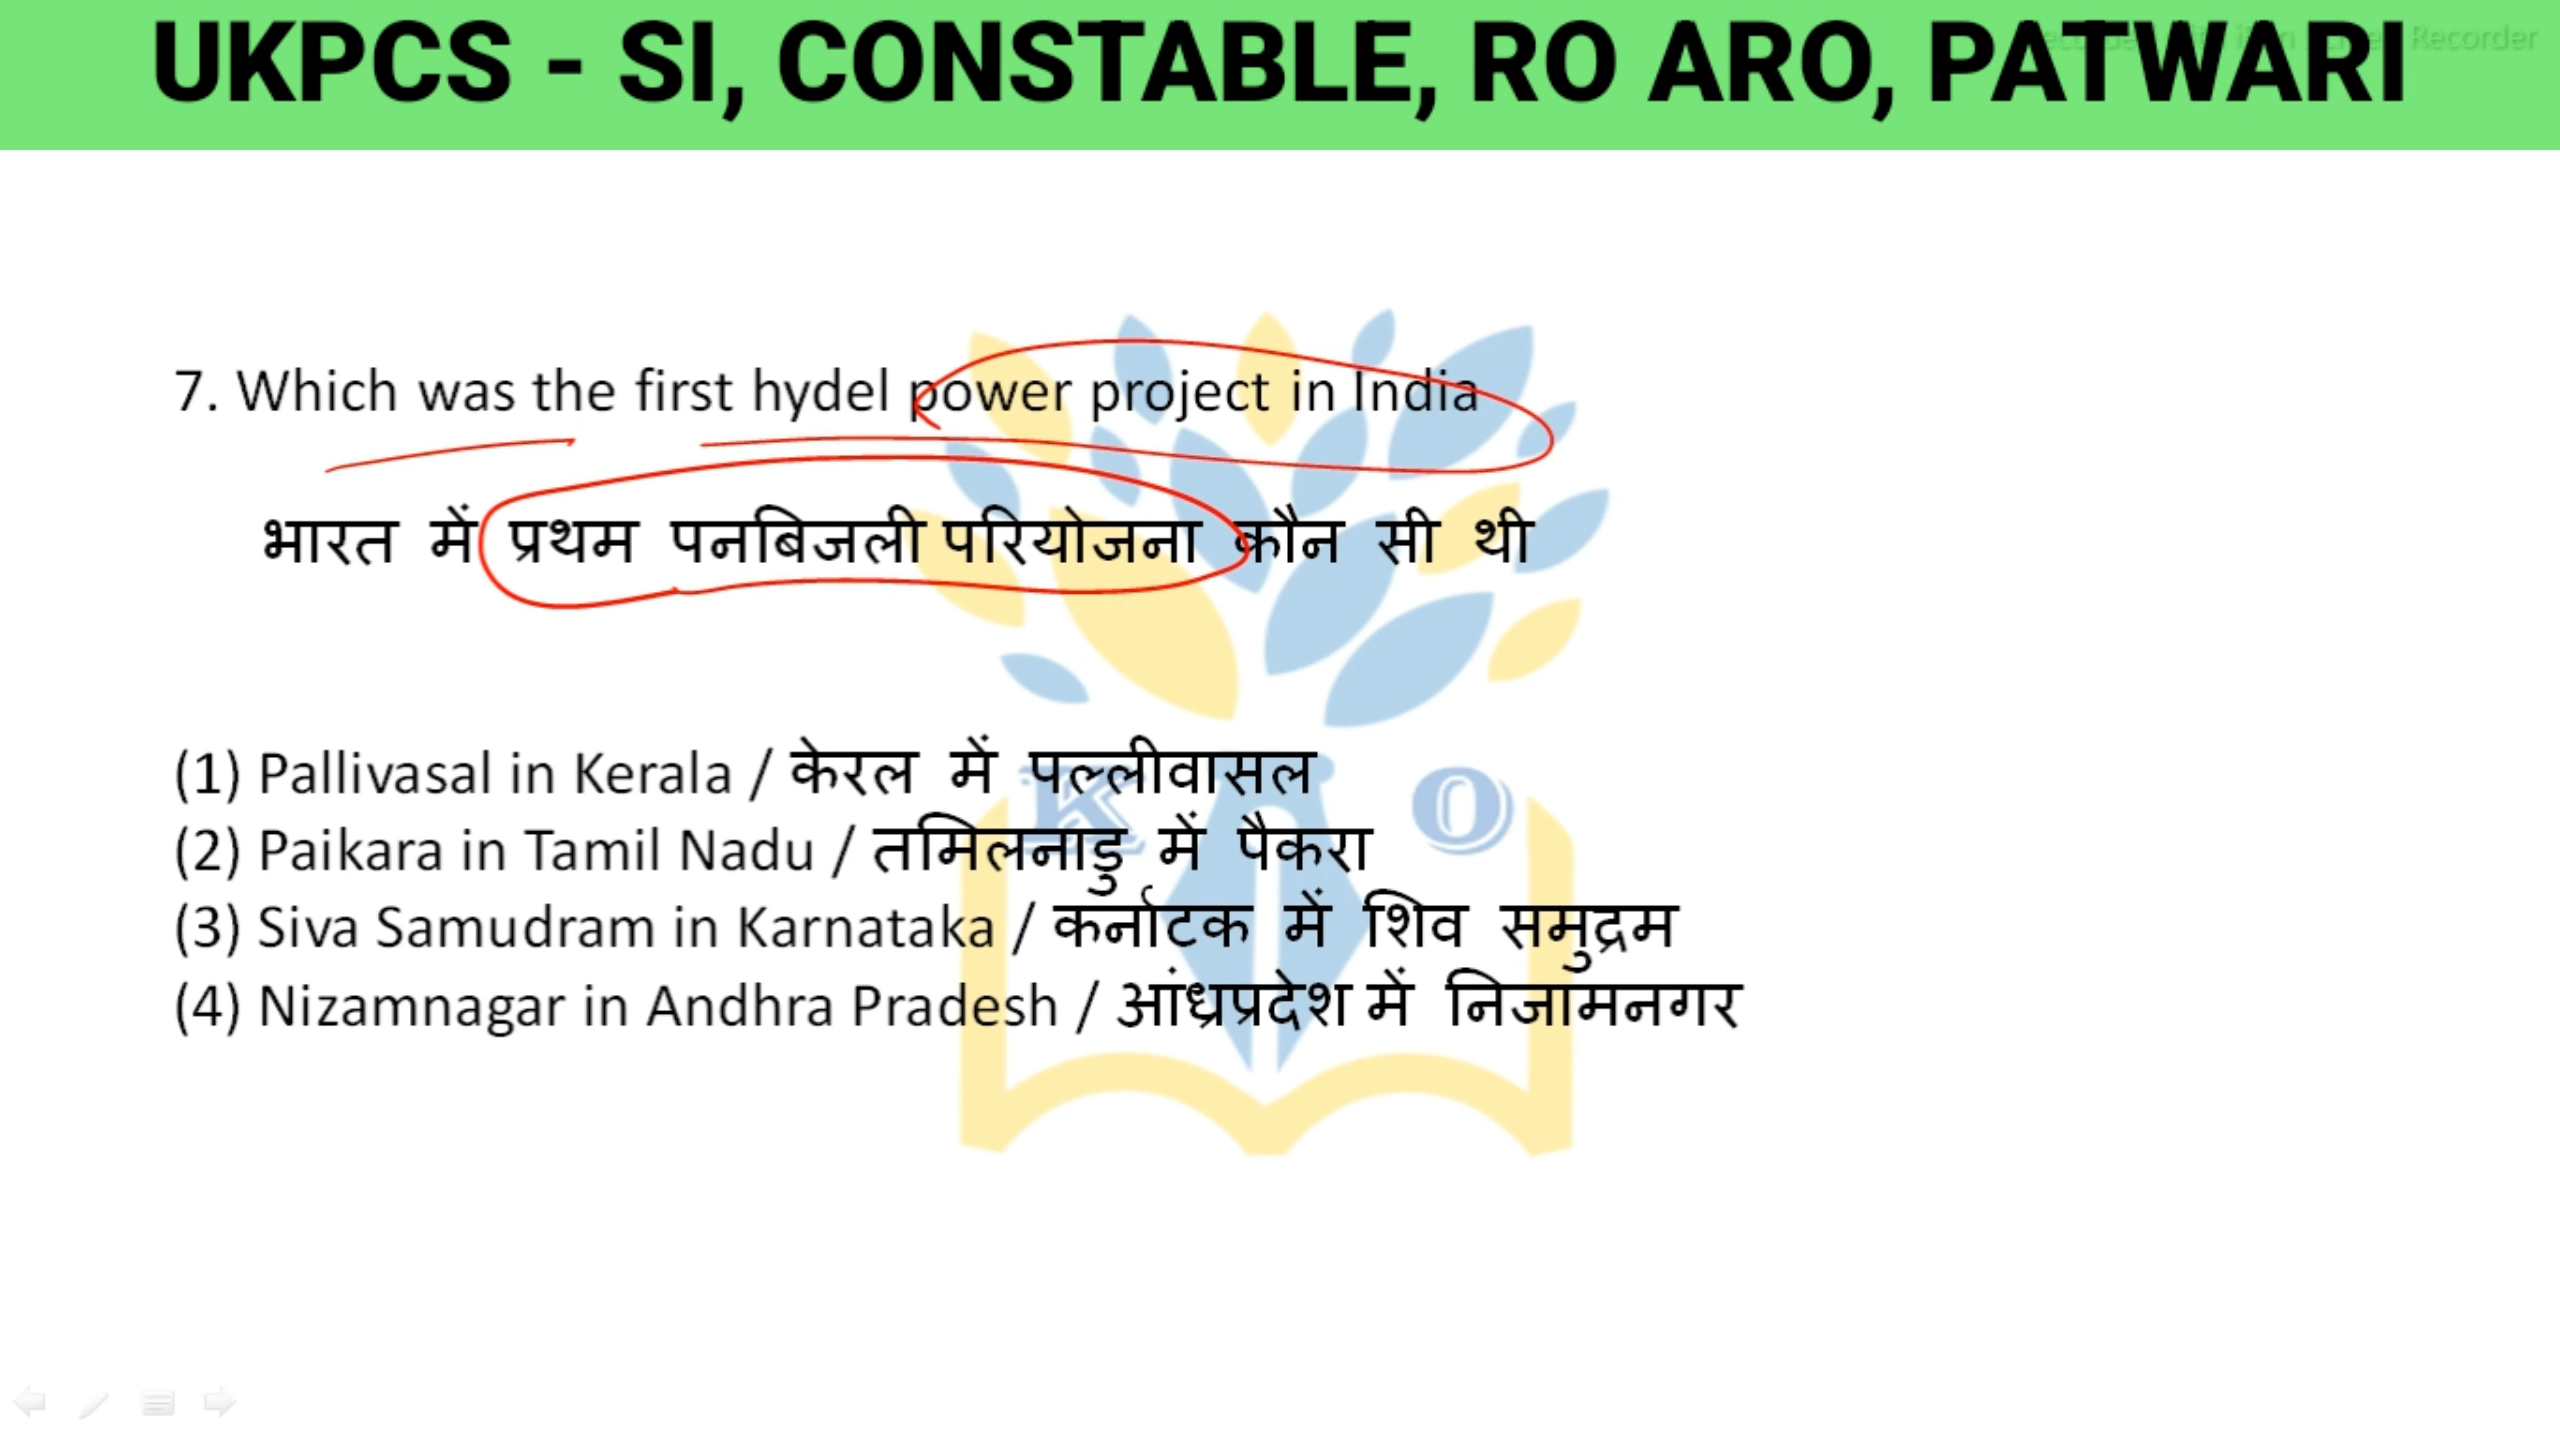 UKPCS - SI, CONSTABLE, RO ARO, PATWARI
Recorder
7. Which was the first hydel power project in India
भारत में प्रथम पनबिजली परियोजना कौन सी थी
(1) Pallivasal in Kerala / केरल में पल्लीवासल
(2) Paikara in Tamil Nadu / तमिलनाडु में पैकरा
(3) Siva Samudram in Karnataka / कर्नाटक में शिव समुद्रम
(4) Nizamnagar in Andhra Pradesh / आंध्रप्रदेश में निजामनगर
K O